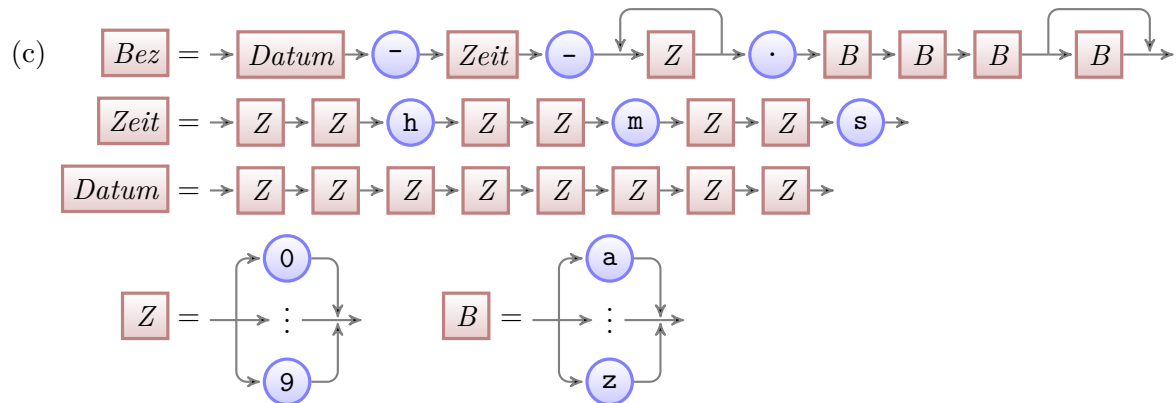 (c) Bez = Datum - Zeit - Z . B B B B
Zeit = Z Z h Z Z m Z Z s
Datum = Z Z Z Z Z Z Z Z
0 a
Z = ⋮ B = ⋮
9 z